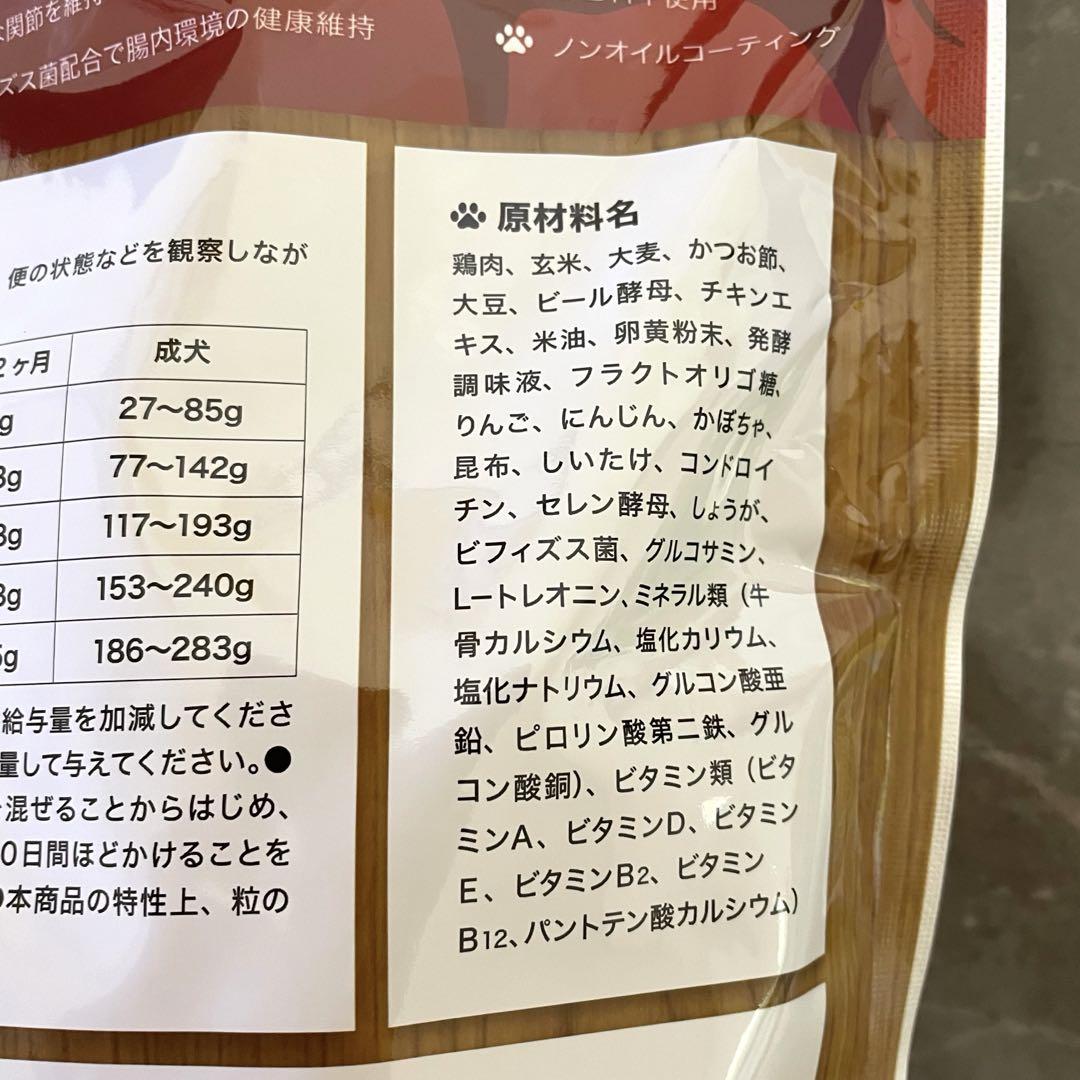 な関節を維持
ズス菌配合で腸内環境の健康維持
使用
ノンオイルコーティング
便の状態などを観察しなが
2ヶ月 成犬
g 27〜85g
8g 77〜142g
3g 117〜193g
3g 153〜240g
5g 186〜283g
給与量を加減してくださ
量して与えてください。●
混ぜることからはじめ、
0日間ほどかけることを
本商品の特性上、粒の
原材料名
鶏肉、玄米、大麦、かつお節、
大豆、ビール酵母、チキンエ
キス、米油、卵黄粉末、発酵
調味液、フラクトオリゴ糖、
りんご、にんじん、かぼちゃ、
昆布、しいたけ、コンドロイ
チン、セレン酵母、しょうが、
ビフィズス菌、グルコサミン、
L－トレオニン、ミネラル類（牛
骨カルシウム、塩化カリウム、
塩化ナトリウム、グルコン酸亜
鉛、ピロリン酸第二鉄、グル
コン酸銅）、ビタミン類（ビタ
ミンA、ビタミンD、ビタミン
E、ビタミンB2、ビタミン
B12、パントテン酸カルシウム）